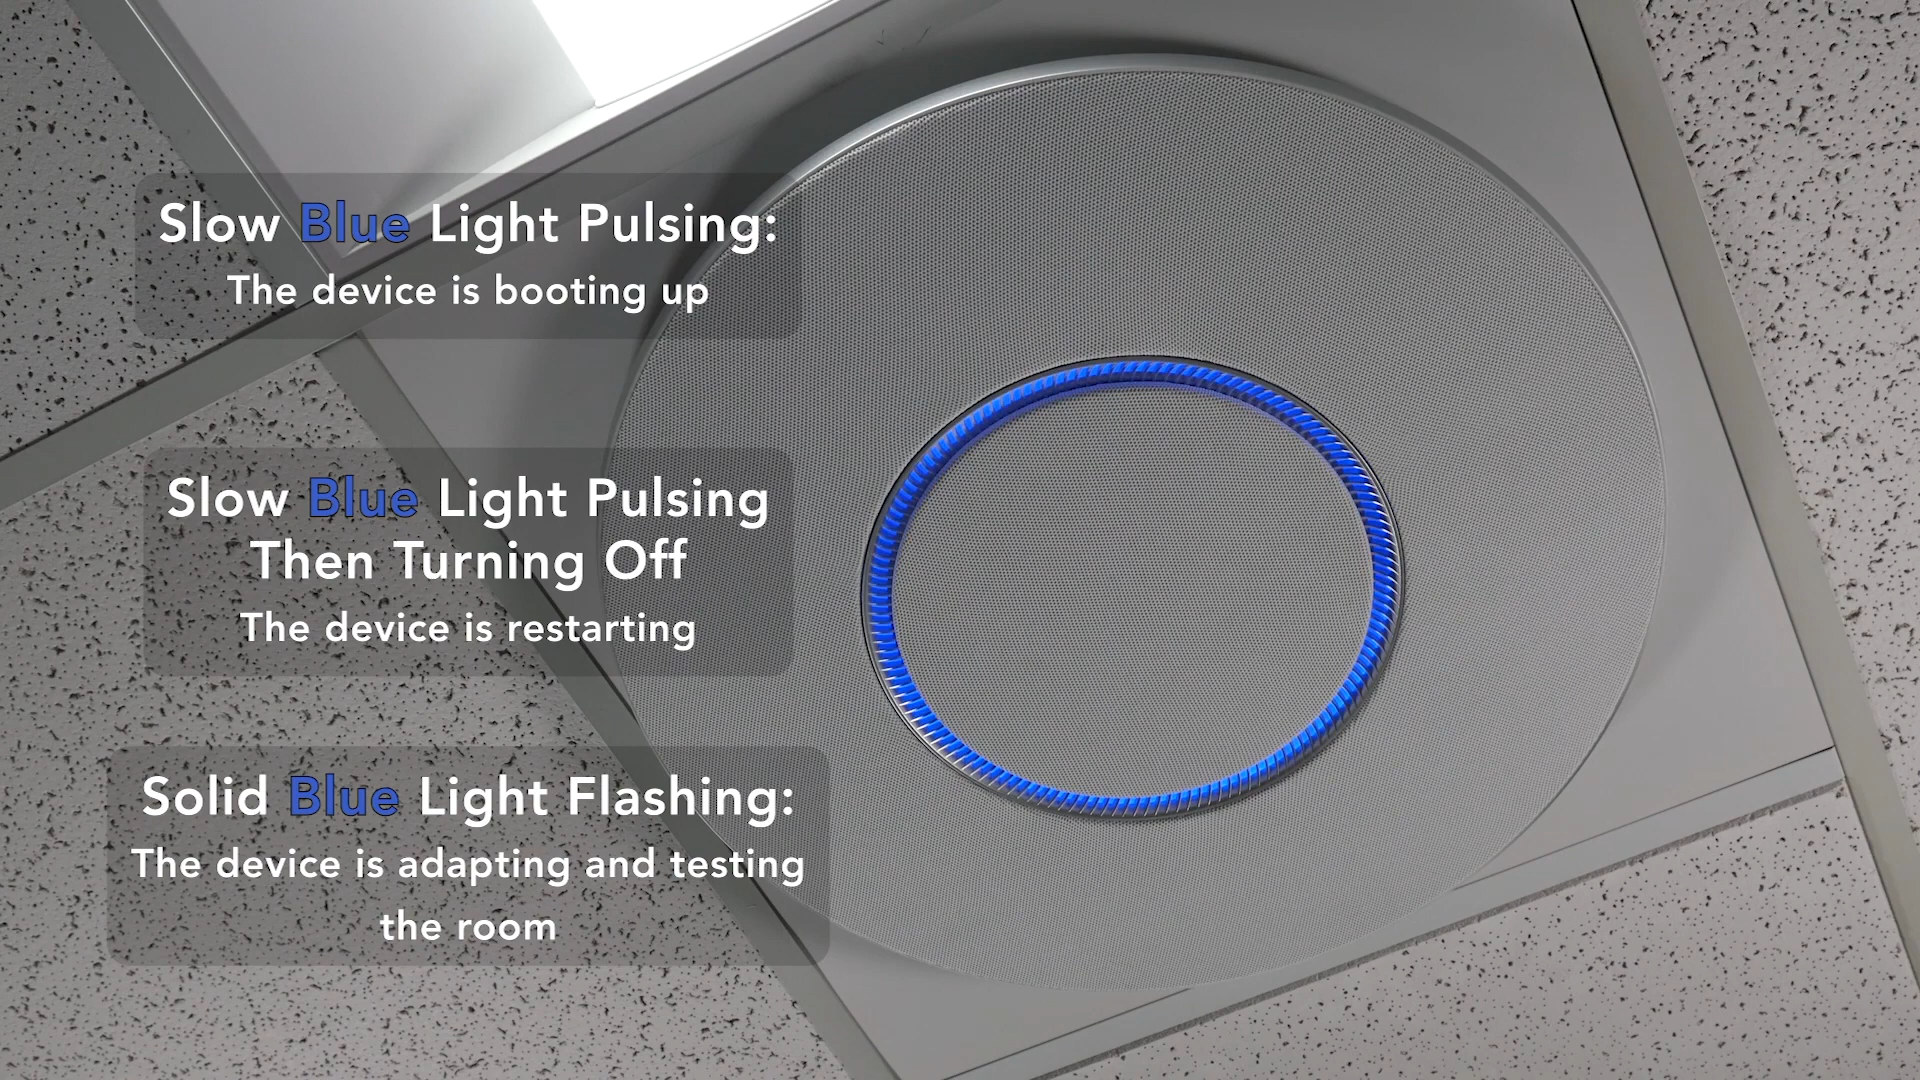 Slow Blue Light Pulsing:
The device is booting up
Slow Blue Light Pulsing
Then Turning Off
The device is restarting
Solid Blue Light Flashing:
The device is adapting and testing
the room